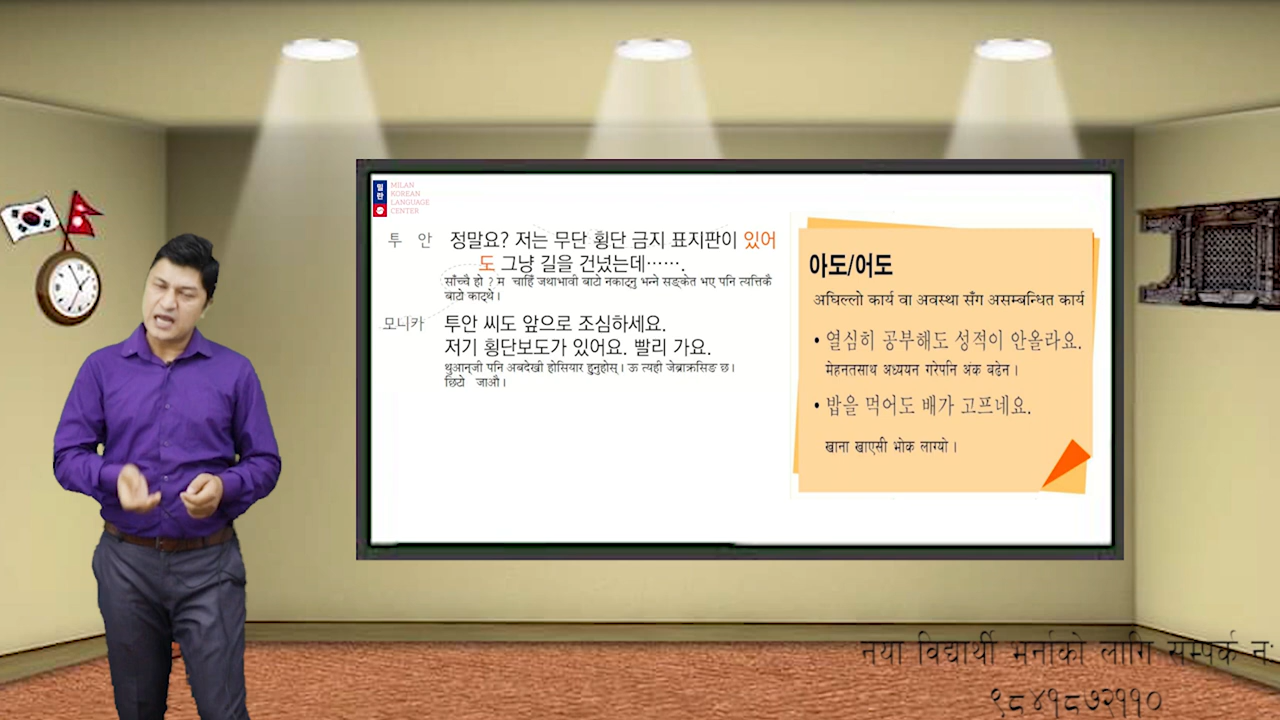 밀란
MILAN
KOREAN
LANGUAGE
CENTER
투 안 정말요? 저는 무단 횡단 금지 표지판이 있어
도 그냥 길을 건넜는데…….
साँच्चै हो ? म चाहिँ जथाभावी बाटो नकाट्नु भन्ने सङ्केत भए पनि त्यत्तिकै
बाटो काट्थे ।
모니카 투안 씨도 앞으로 조심하세요.
저기 횡단보도가 있어요. 빨리 가요.
थुआन्जी पनि अबदेखी होसियार हुनुहोस् । ऊ त्यही जेब्राक्रसिङ छ ।
छिटो जाऔ ।
아도/어도
अघिल्लो कार्य वा अवस्था सँग असम्बन्धित कार्य
• 열심히 공부해도 성적이 안올라요.
मेहनतसाथ अध्ययन गरेपनि अंक बढेन ।
• 밥을 먹어도 배가 고프네요.
खाना खाएसी भोक लाग्यो ।
नया विद्यार्थी भर्नाको लागि सम्पर्क न:
९८४१८७२११०